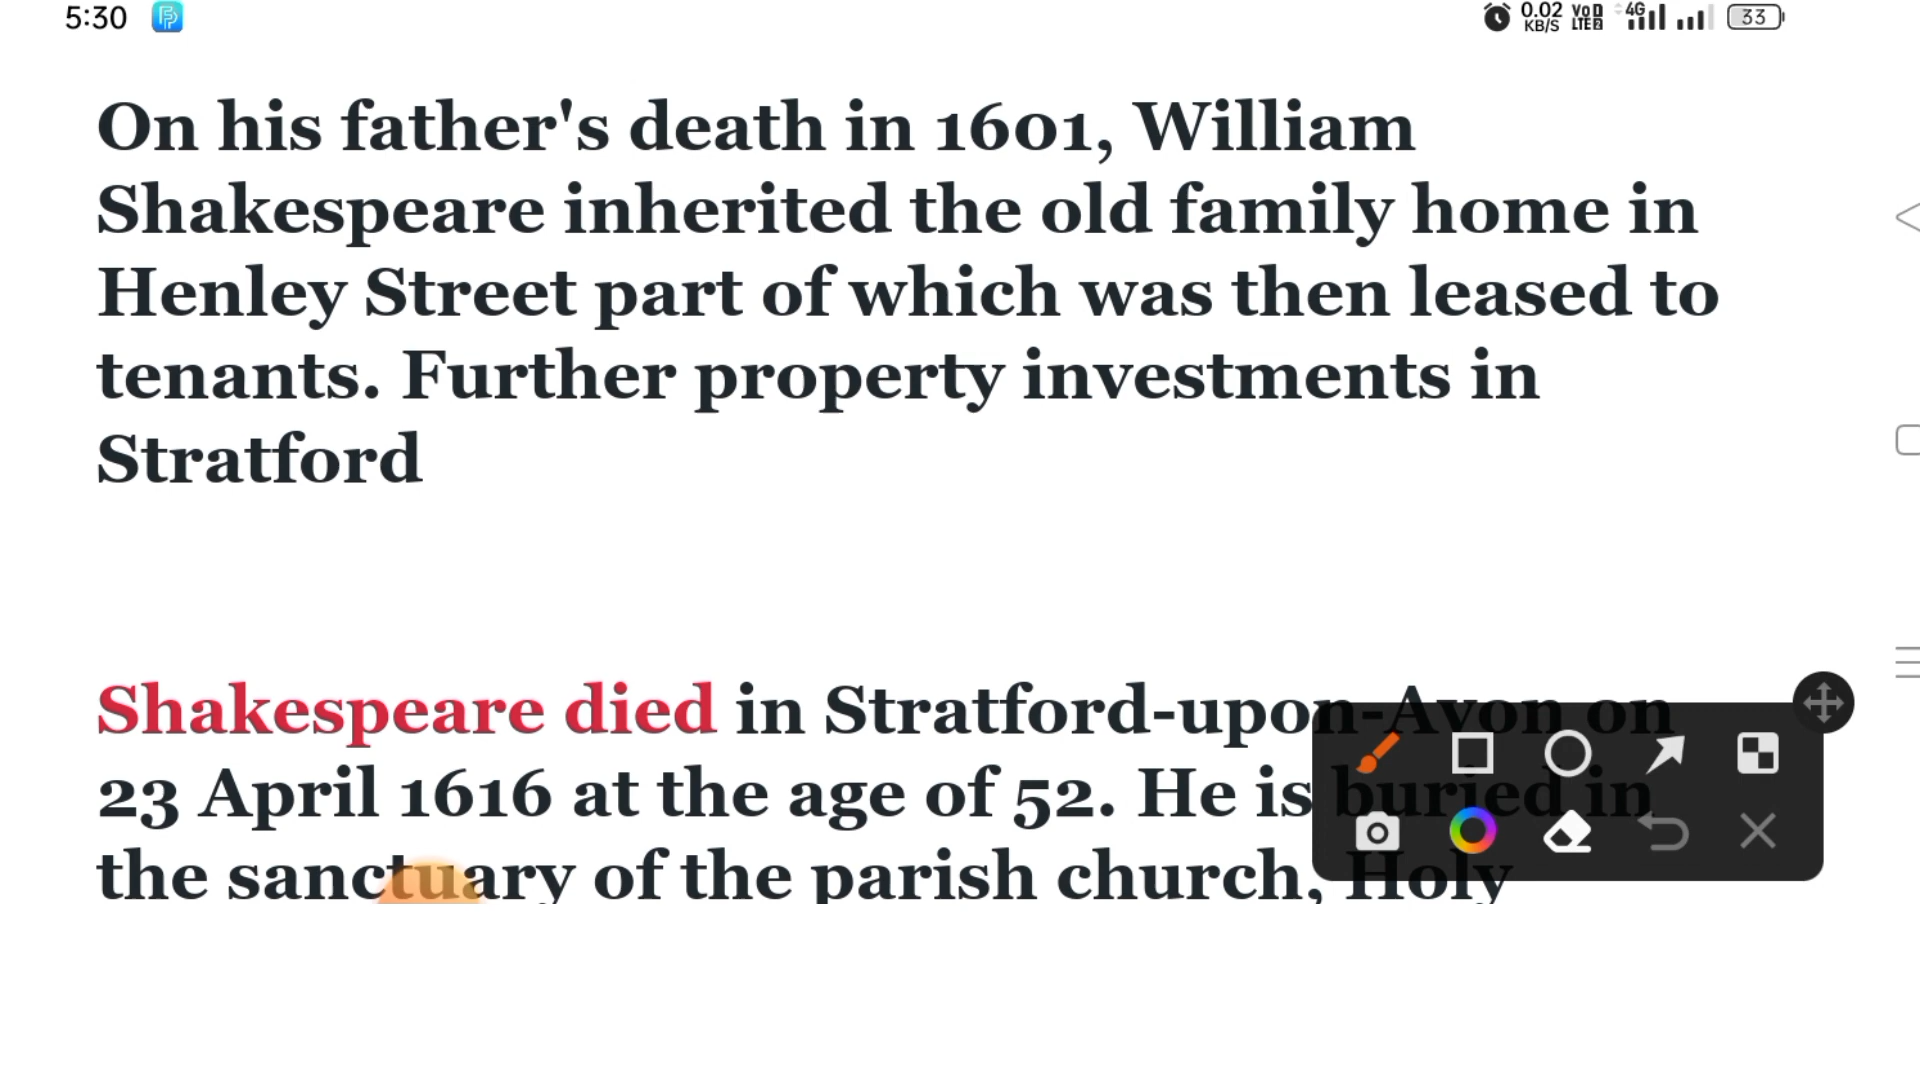 5:30
0.02 KB/S VoD LTE2 4G 33
On his father's death in 1601, William
Shakespeare inherited the old family home in
Henley Street part of which was then leased to
tenants. Further property investments in
Stratford
Shakespeare died in Stratford-upon-Avon on
23 April 1616 at the age of 52. He is buried in
the sanctuary of the parish church, Holy